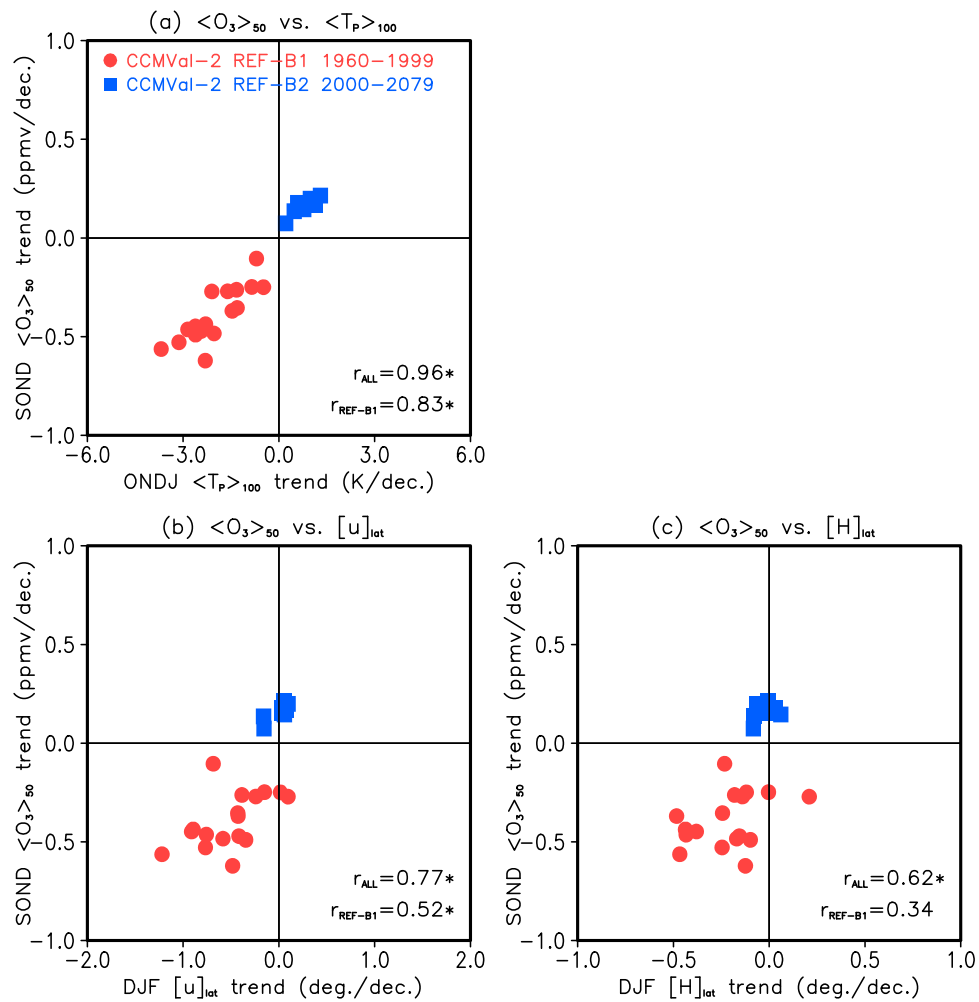 (a) <O₃>₅₀ vs. <Tₚ>₁₀₀
1.0
0.5
0.0
−0.5
−1.0
SOND <O₃>₅₀ trend (ppmv/dec.)
CCMVal−2 REF−B1 1960−1999
CCMVal−2 REF−B2 2000−2079
r_ALL=0.96*
r_REF−B1=0.83*
−6.0 −3.0 0.0 3.0 6.0
ONDJ <Tₚ>₁₀₀ trend (K/dec.)
(b) <O₃>₅₀ vs. [u]_lat
1.0
0.5
0.0
−0.5
−1.0
SOND <O₃>₅₀ trend (ppmv/dec.)
r_ALL=0.77*
r_REF−B1=0.52*
−2.0 −1.0 0.0 1.0 2.0
DJF [u]_lat trend (deg./dec.)
(c) <O₃>₅₀ vs. [H]_lat
1.0
0.5
0.0
−0.5
−1.0
SOND <O₃>₅₀ trend (ppmv/dec.)
r_ALL=0.62*
r_REF−B1=0.34
−1.0 −0.5 0.0 0.5 1.0
DJF [H]_lat trend (deg./dec.)